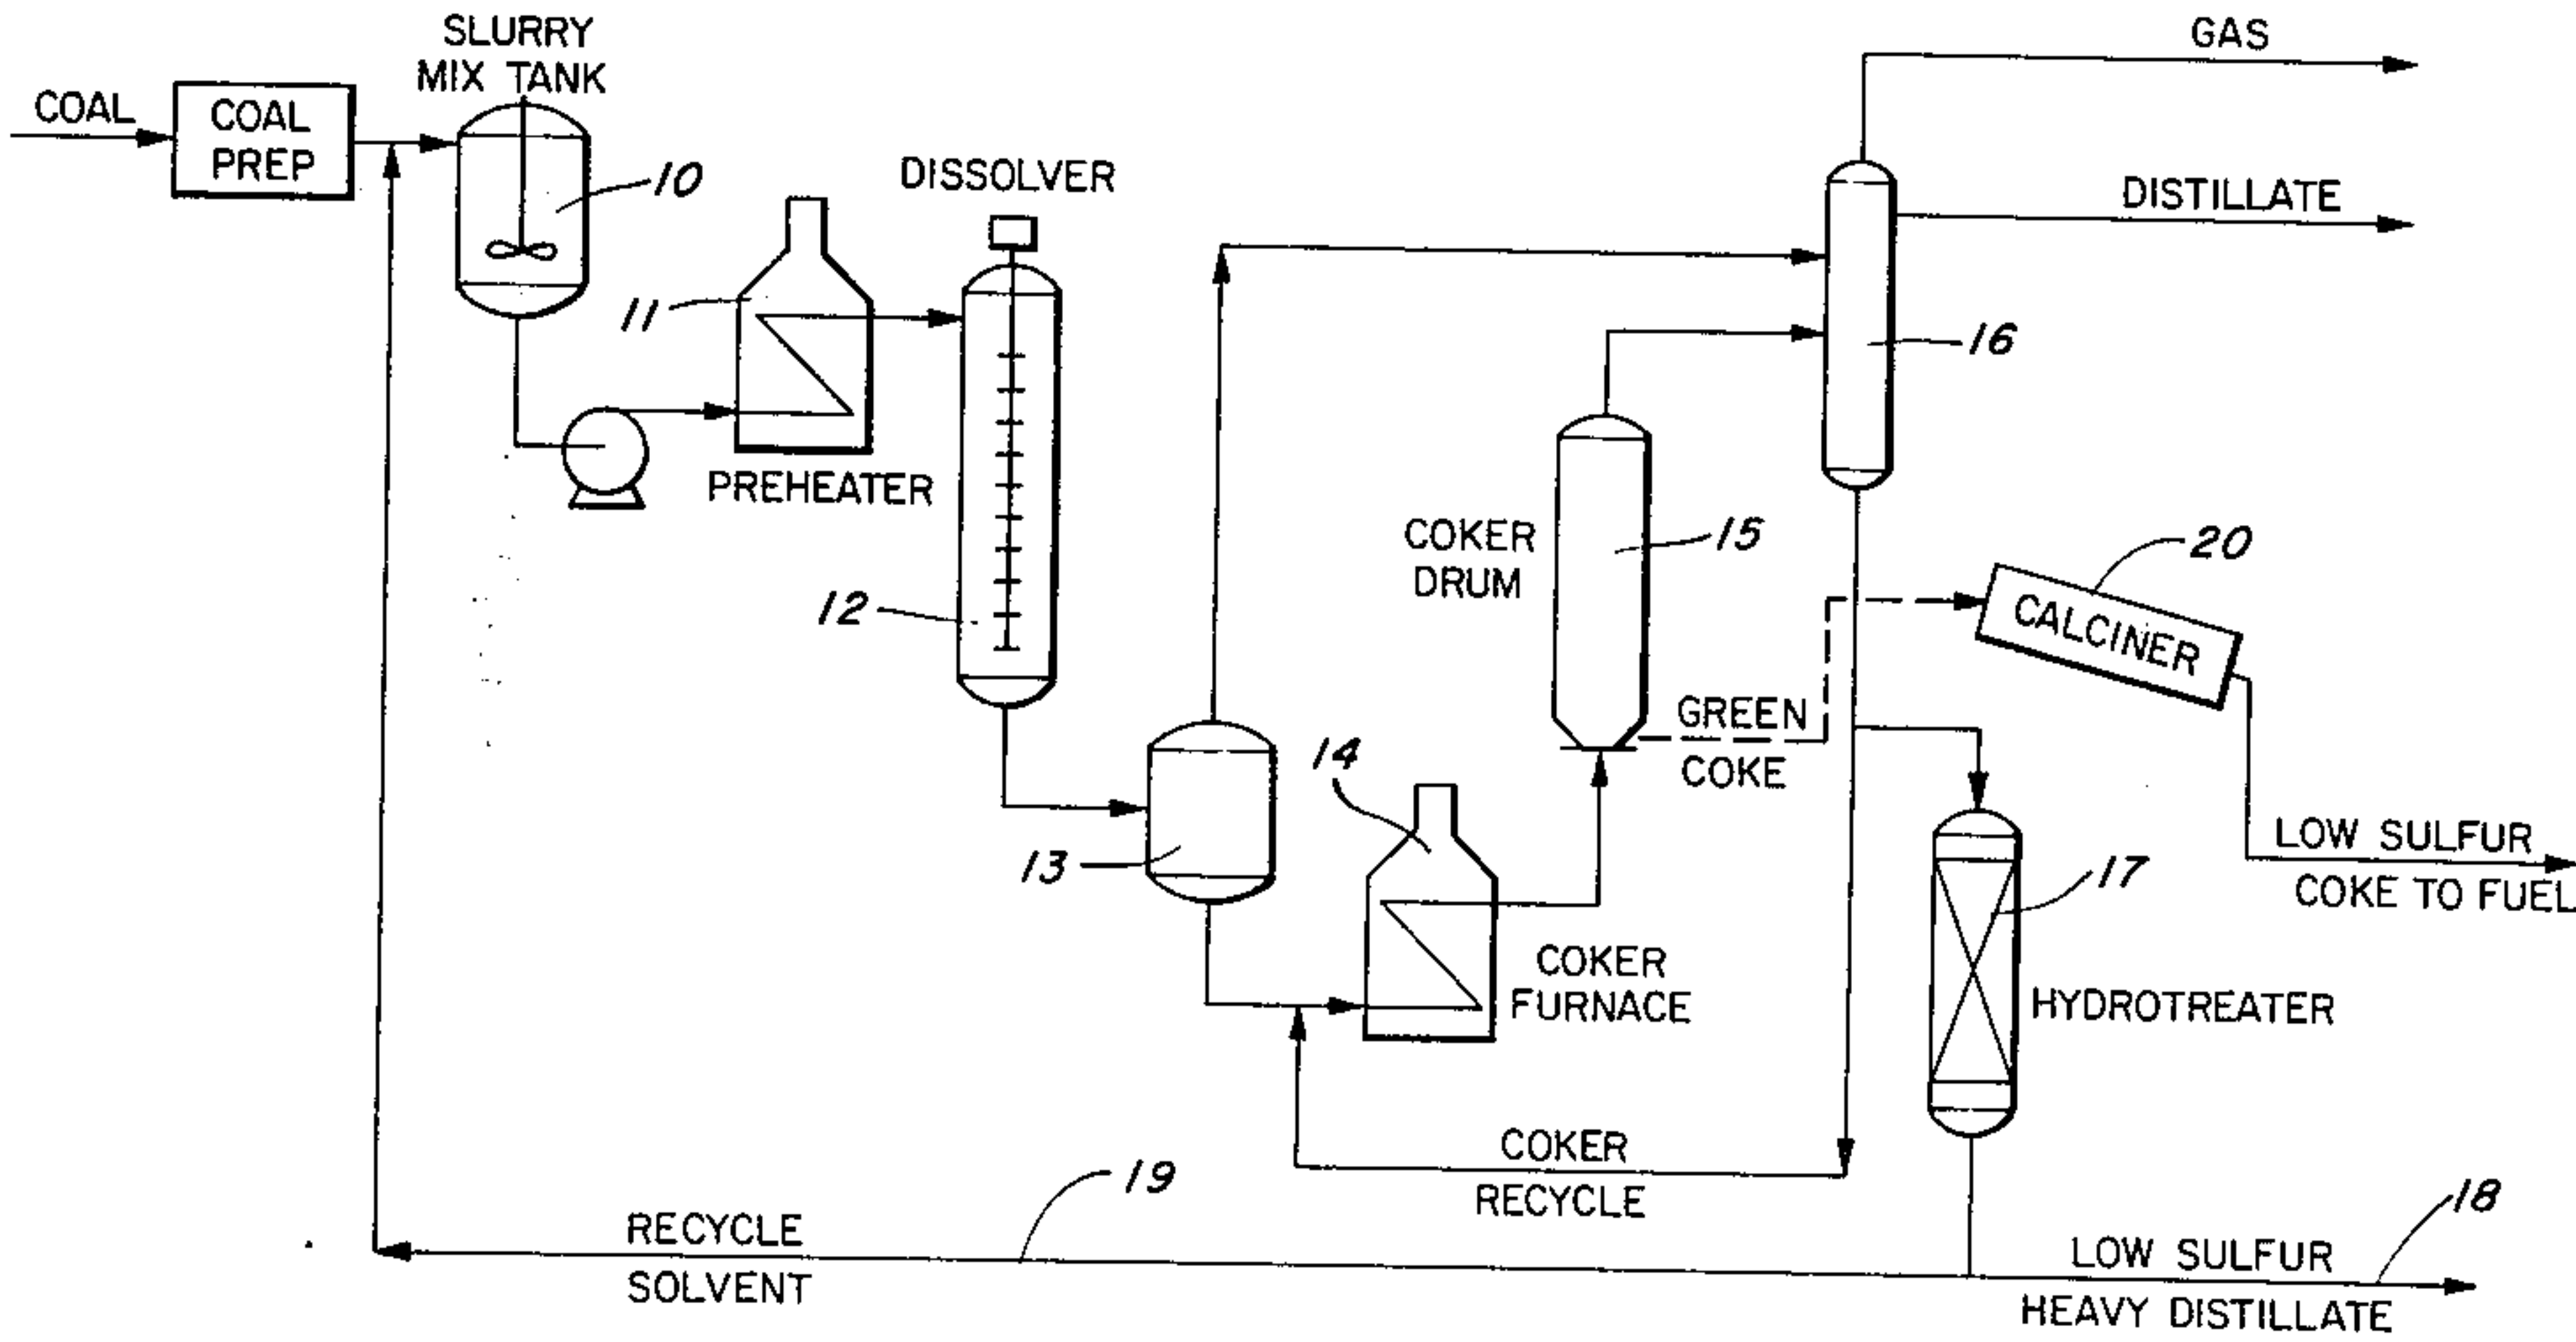 SLURRY
MIX TANK
COAL
COAL
PREP
10
PREHEATER
11
DISSOLVER
12
13
14
COKER
FURNACE
COKER
DRUM
15
GREEN
COKE
GAS
DISTILLATE
16
20
CALCINER
LOW SULFUR
COKE TO FUEL
17
HYDROTREATER
COKER
RECYCLE
19
RECYCLE
SOLVENT
18
LOW SULFUR
HEAVY DISTILLATE